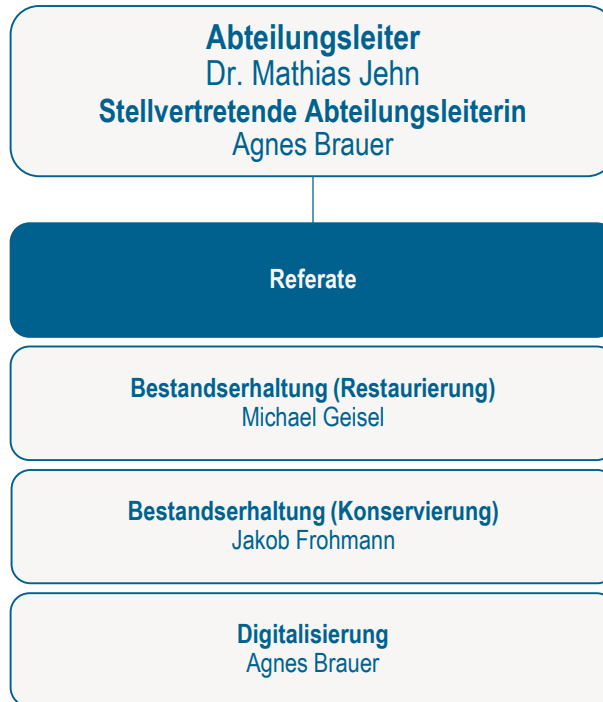 Abteilungsleiter
Dr. Mathias Jehn
Stellvertretende Abteilungsleiterin
Agnes Brauer
Referate
Bestandserhaltung (Restaurierung)
Michael Geisel
Bestandserhaltung (Konservierung)
Jakob Frohmann
Digitalisierung
Agnes Brauer